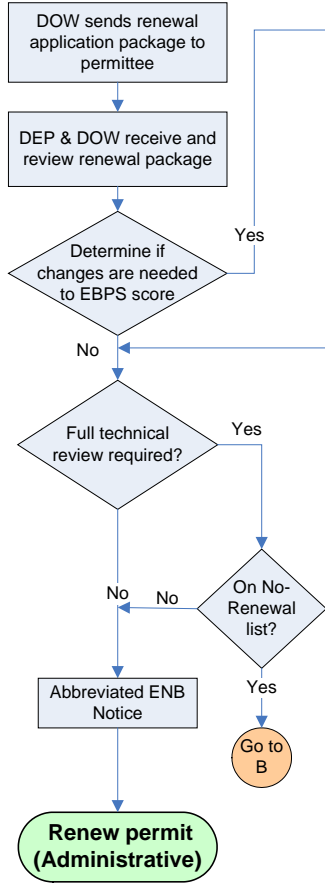 DOW sends renewal
application package to
permittee
DEP & DOW receive and
review renewal package
Determine if
changes are needed
to EBPS score
Yes
No
Full technical
review required?
Yes
On No-
Renewal
list?
No
No
Yes
Abbreviated ENB
Notice
Go to
B
Renew permit
(Administrative)